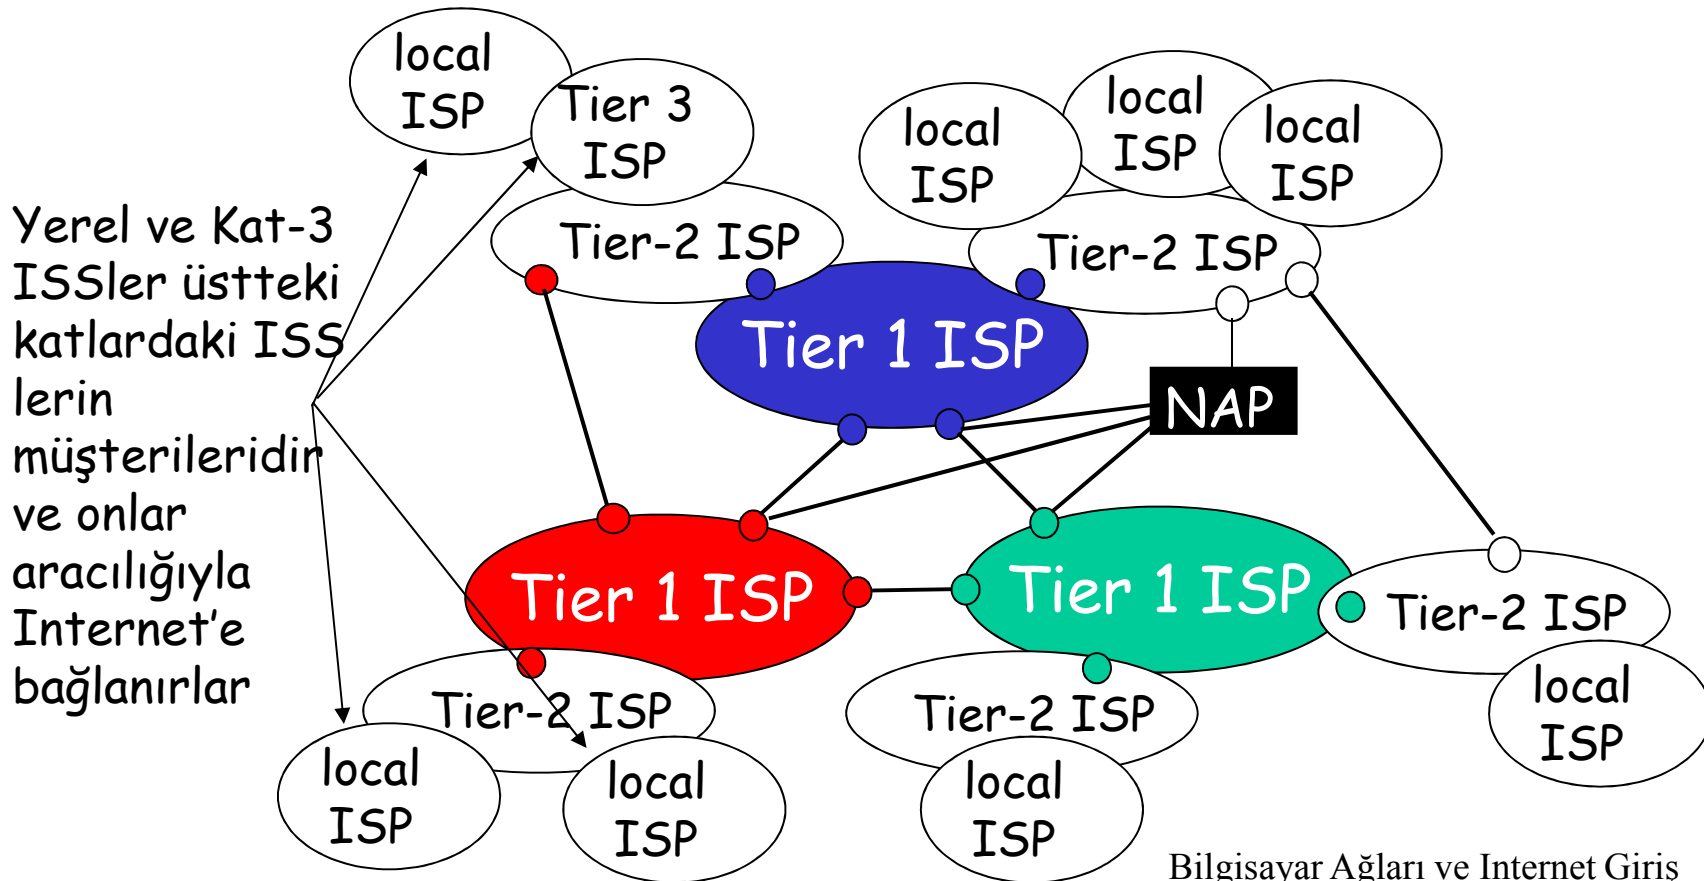 local
ISP
Tier 3
ISP
local
ISP
local
ISP
local
ISP
Yerel ve Kat-3
ISSler üstteki
katlardaki ISS
lerin
müşterileridir
ve onlar
aracılığıyla
Internet’e
bağlanırlar
Tier-2 ISP
Tier-2 ISP
Tier 1 ISP
NAP
Tier 1 ISP
Tier 1 ISP
Tier-2 ISP
local
ISP
Tier-2 ISP
local
ISP
local
ISP
Tier-2 ISP
local
ISP
Bilgisayar Ağları ve Internet Giriş